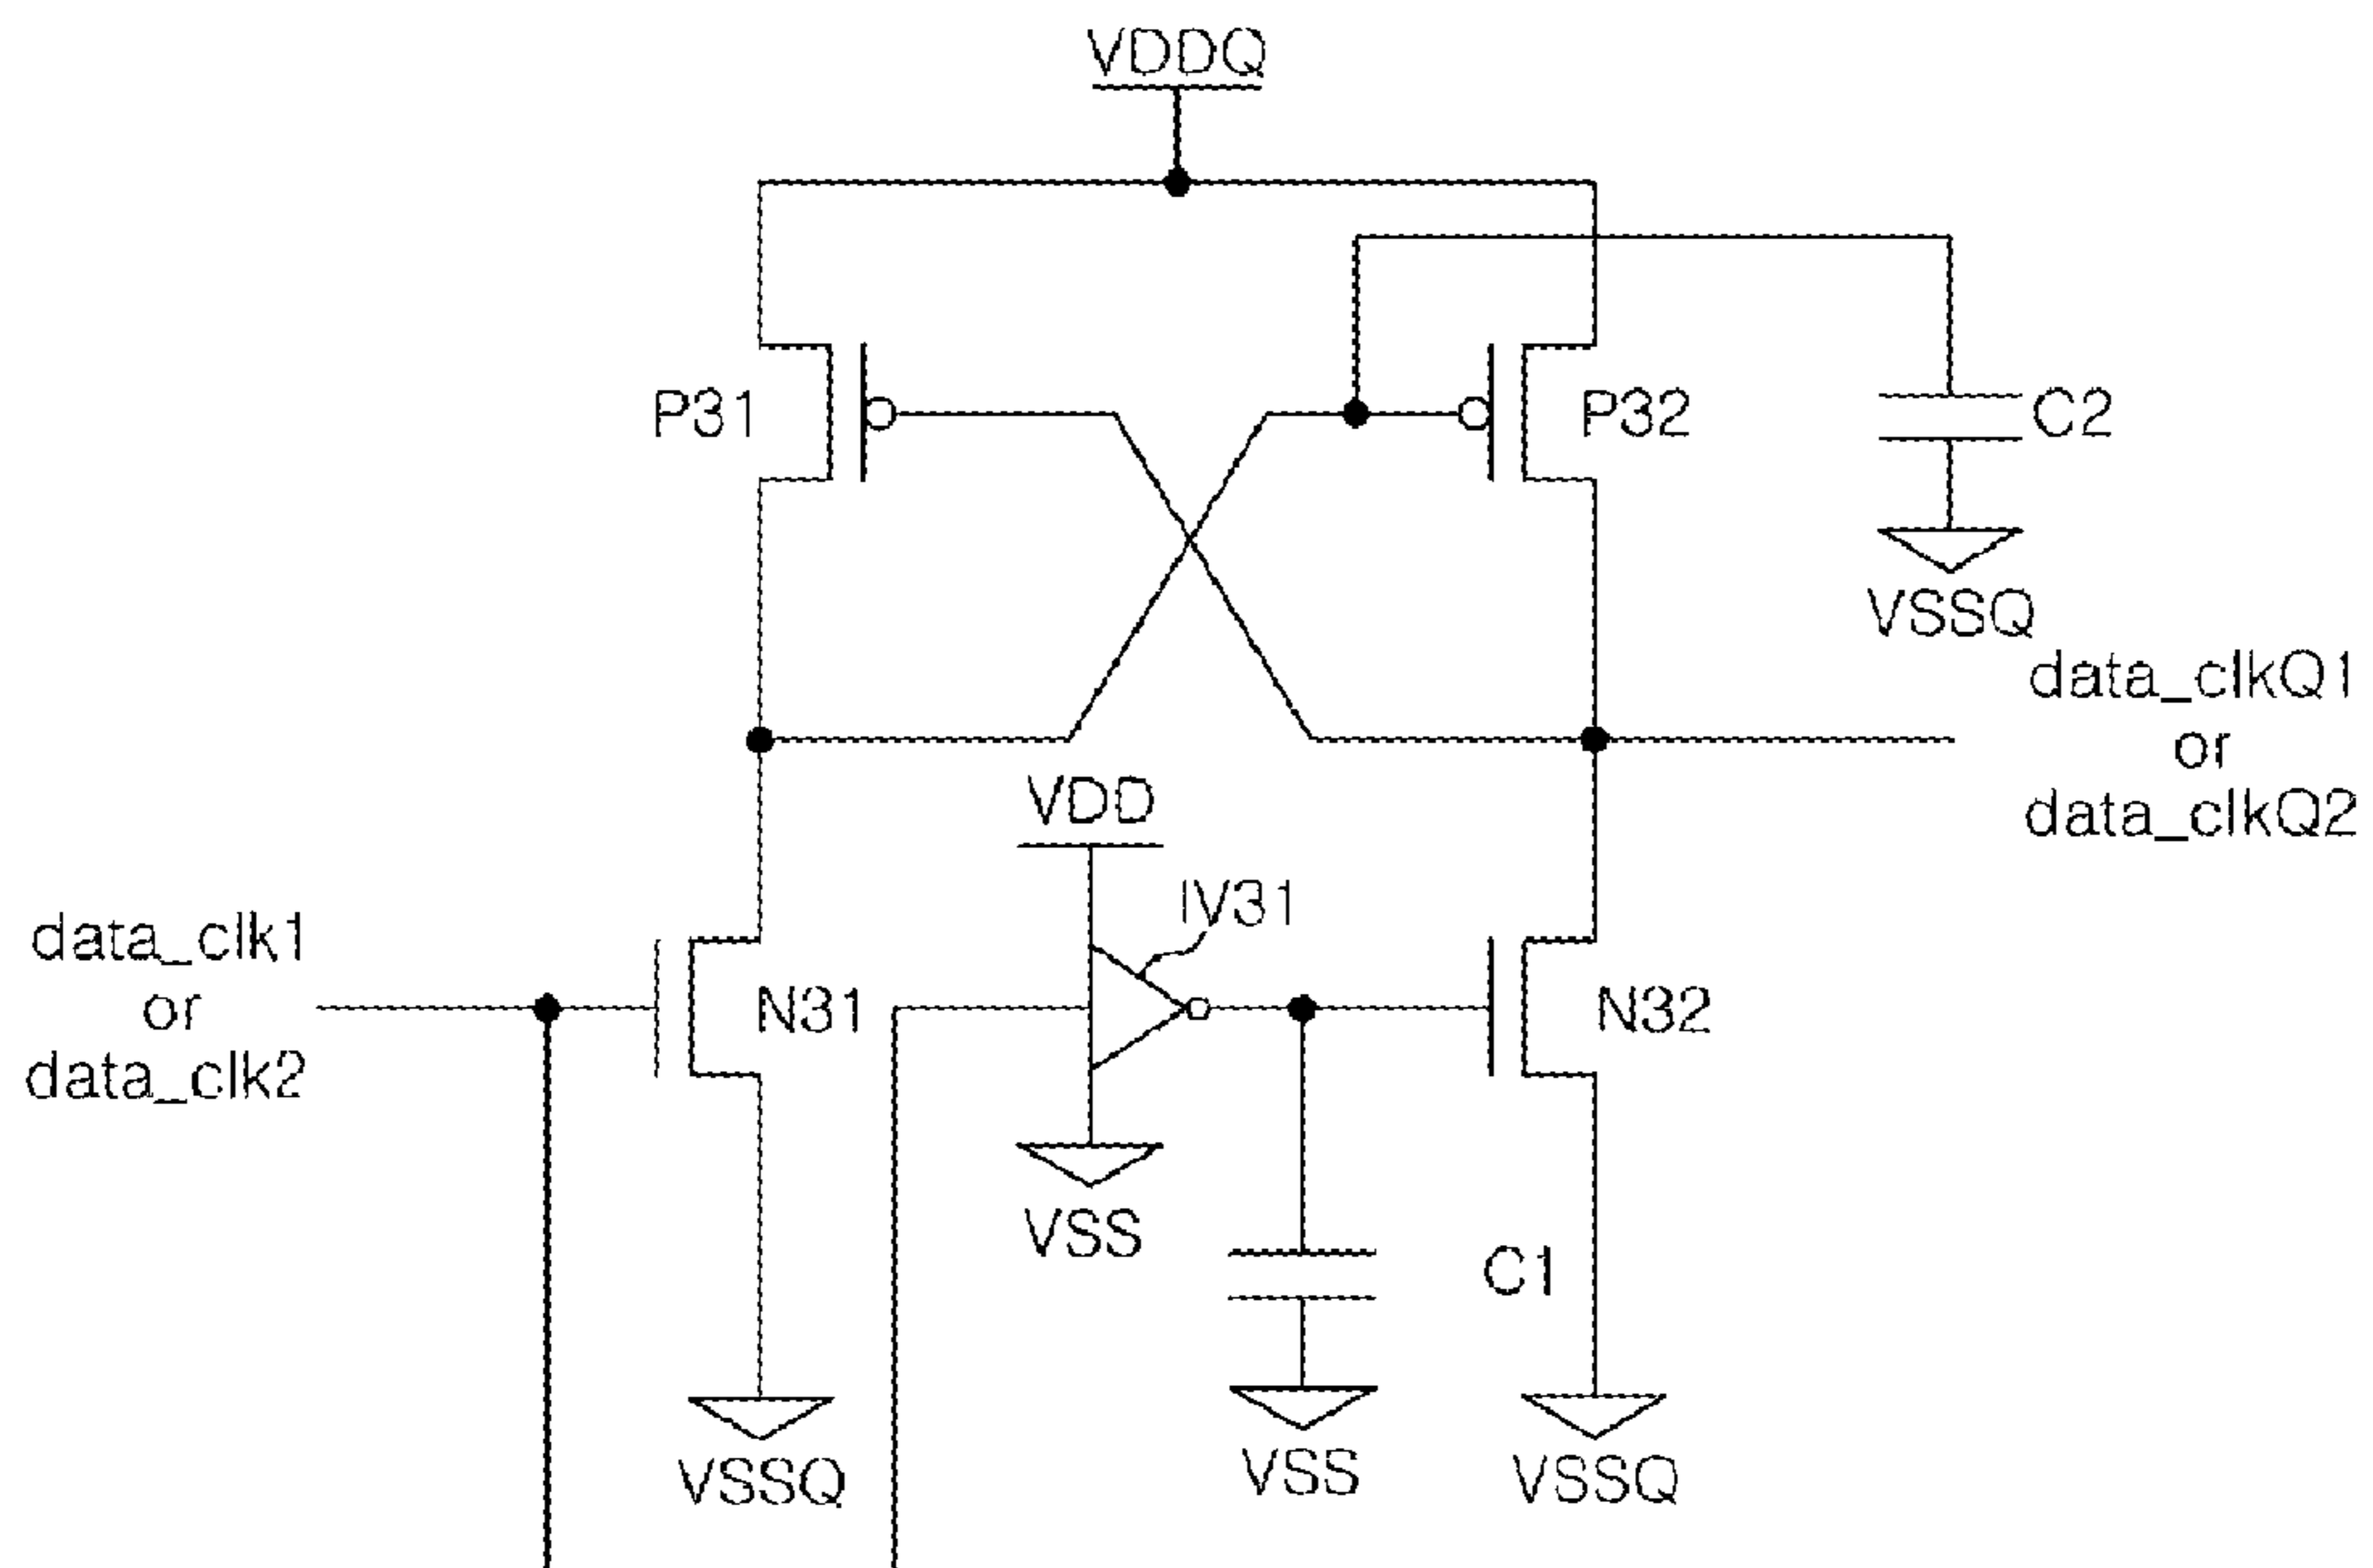 VDDQ
P31
P32
C2
VSSQ
data_clkQ1
or
data_clkQ2
VDD
IV31
data_clk1
or
data_clk2
N31
N32
VSS
C1
VSSQ
VSS
VSSQ